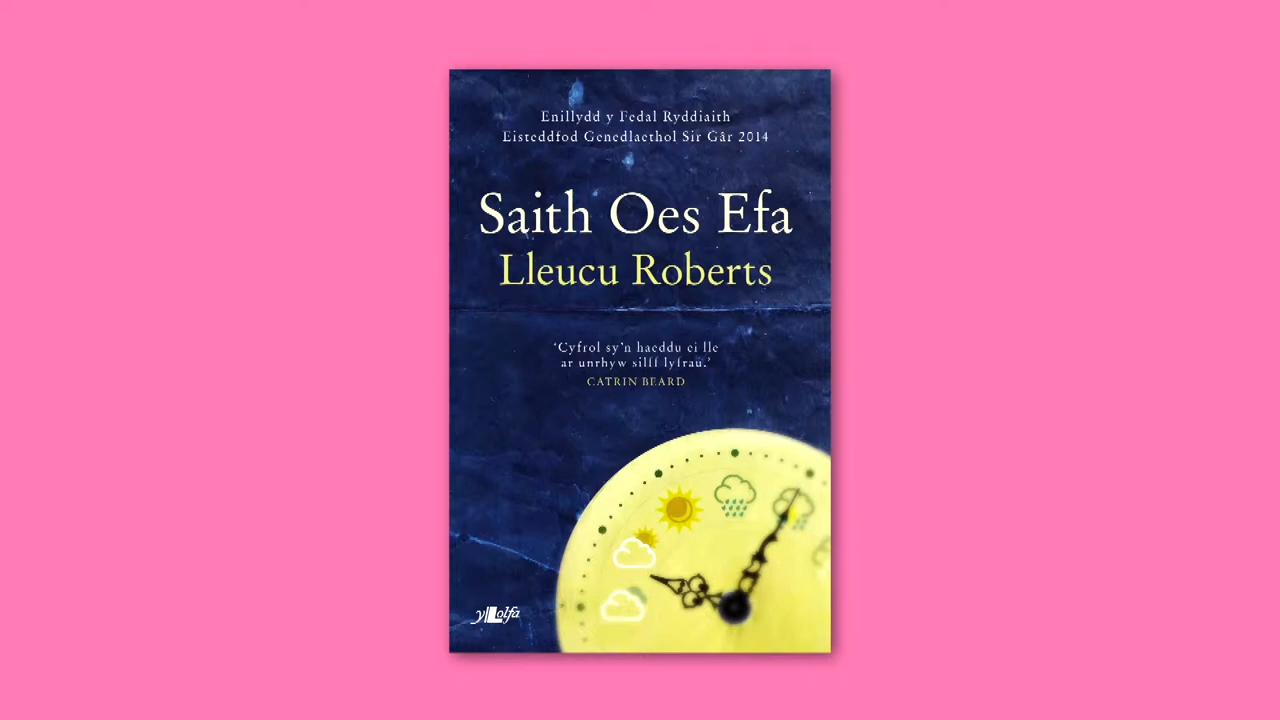 Enillydd y Fedal Ryddiaith
Eisteddfod Genedlaethol Sir Gâr 2014
Saith Oes Efa
Lleucu Roberts
‘Cyfrol sy’n haeddu ei lle
ar unrhyw silff lyfrau.’
CATRIN BEARD
y Lolfa